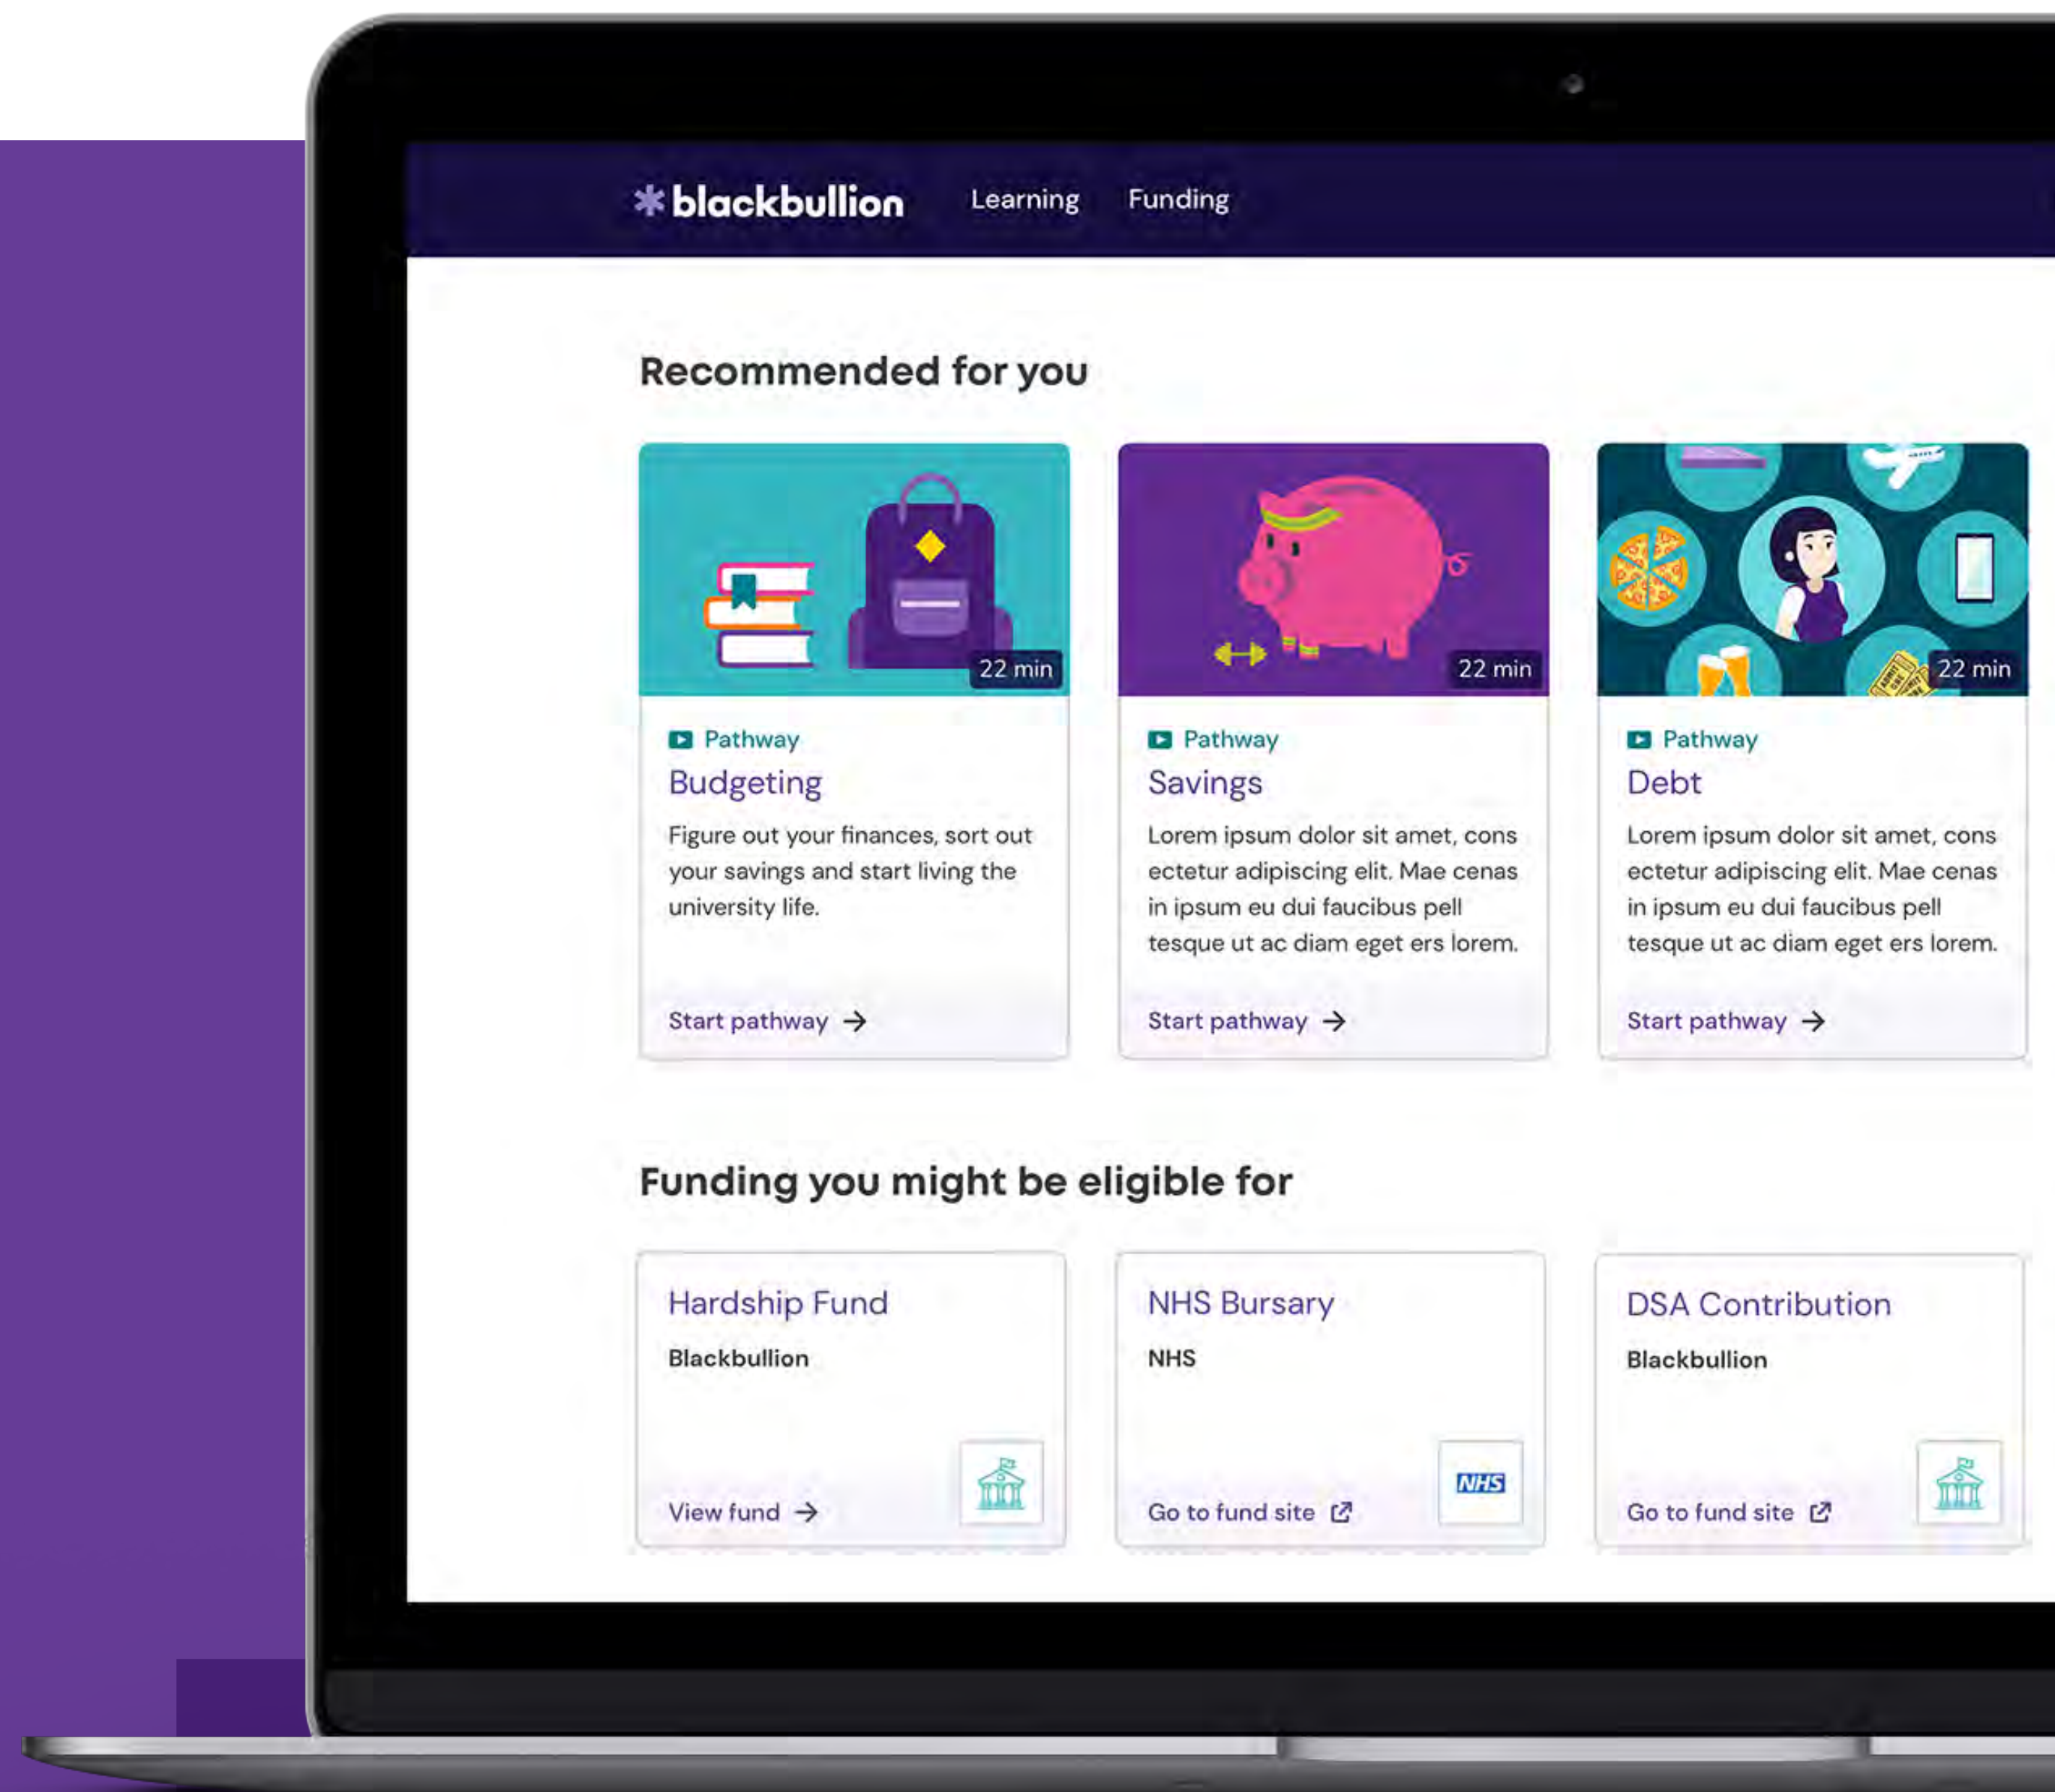 blackbullion Learning Funding
Recommended for you
22 min
22 min
22 min
Pathway
Budgeting
Figure out your finances, sort out
your savings and start living the
university life.
Start pathway
Pathway
Savings
Lorem ipsum dolor sit amet, cons
ectetur adipiscing elit. Mae cenas
in ipsum eu dui faucibus pell
tesque ut ac diam eget ers lorem.
Start pathway
ADMIT
ONE
Pathway
Debt
Lorem ipsum dolor sit amet, cons
ectetur adipiscing elit. Mae cenas
in ipsum eu dui faucibus pell
tesque ut ac diam eget ers lorem.
Start pathway
Funding you might be eligible for
Hardship Fund
Blackbullion
View fund
NHS Bursary
NHS
Go to fund site
NHS
DSA Contribution
Blackbullion
Go to fund site